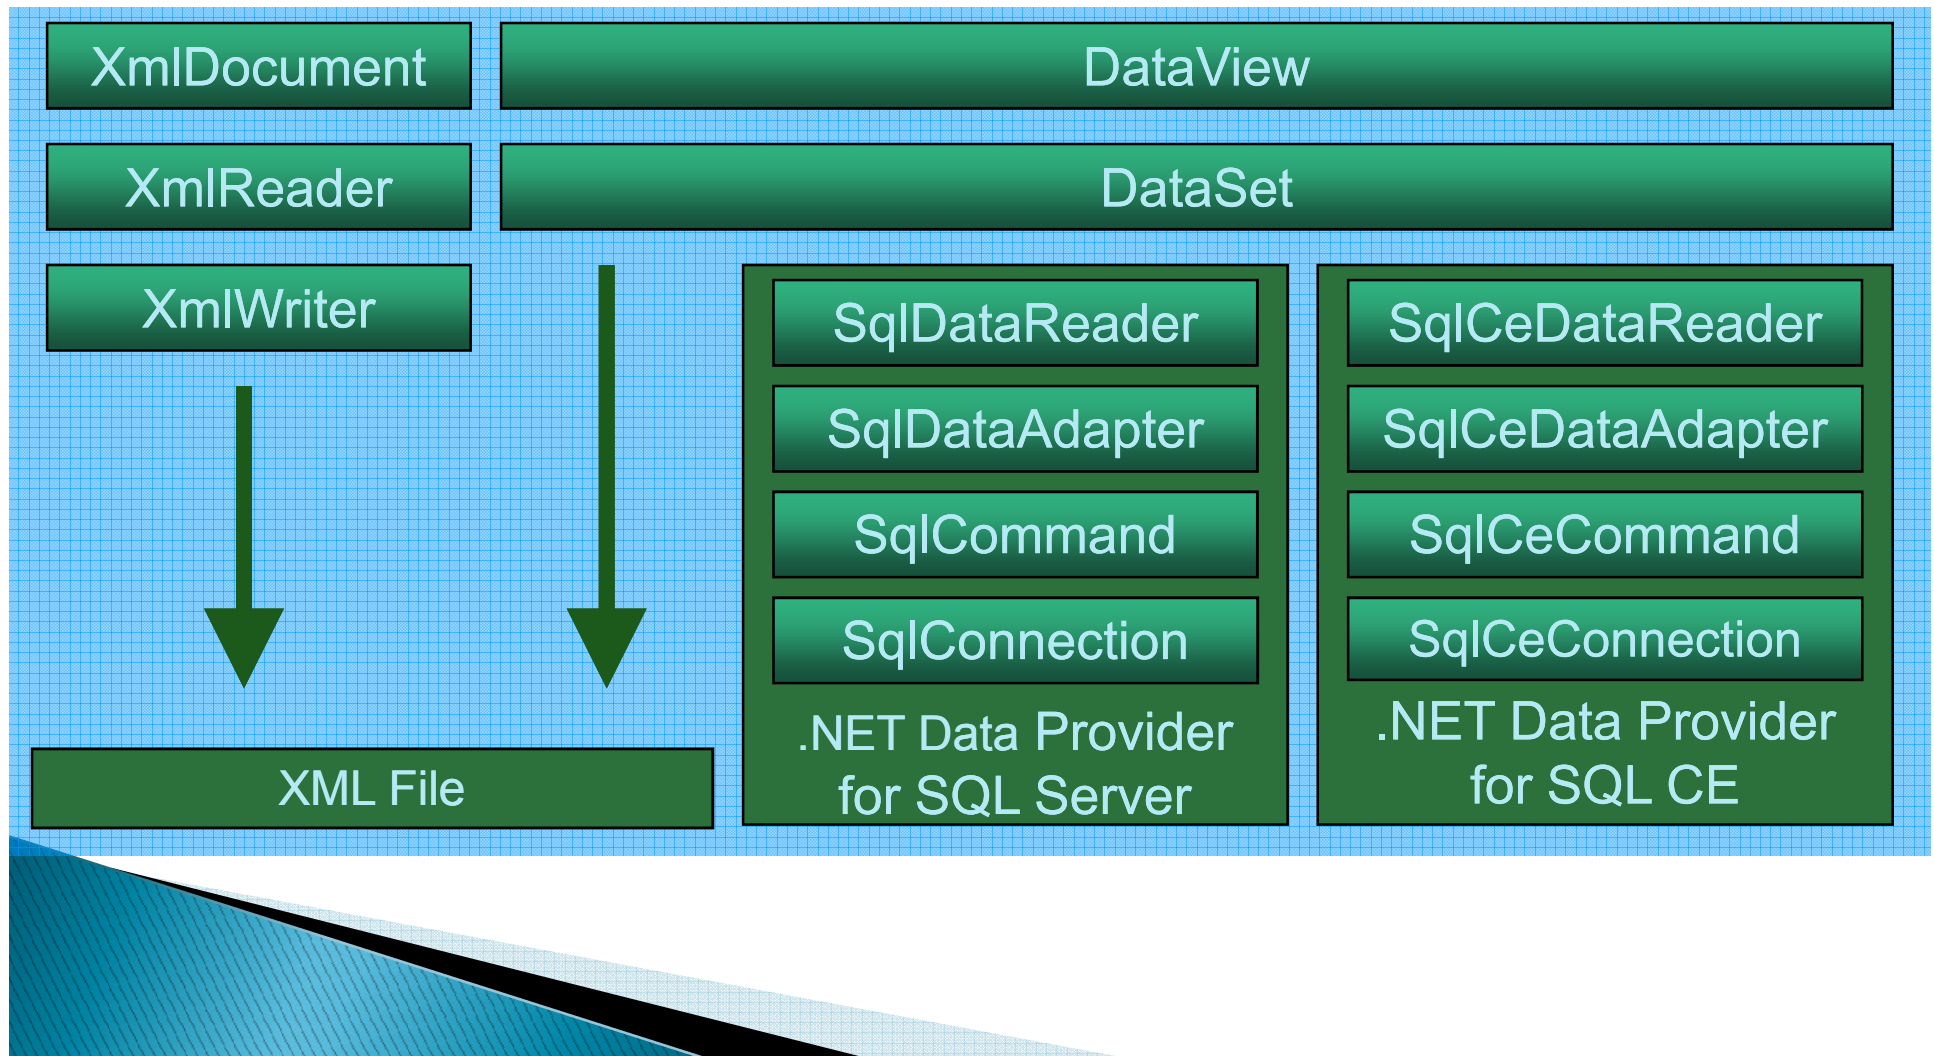 XmlDocument
DataView
XmlReader
DataSet
XmlWriter
SqlDataReader
SqlDataAdapter
SqlCommand
SqlConnection
.NET Data Provider
for SQL Server
SqlCeDataReader
SqlCeDataAdapter
SqlCeCommand
SqlCeConnection
.NET Data Provider
for SQL CE
XML File